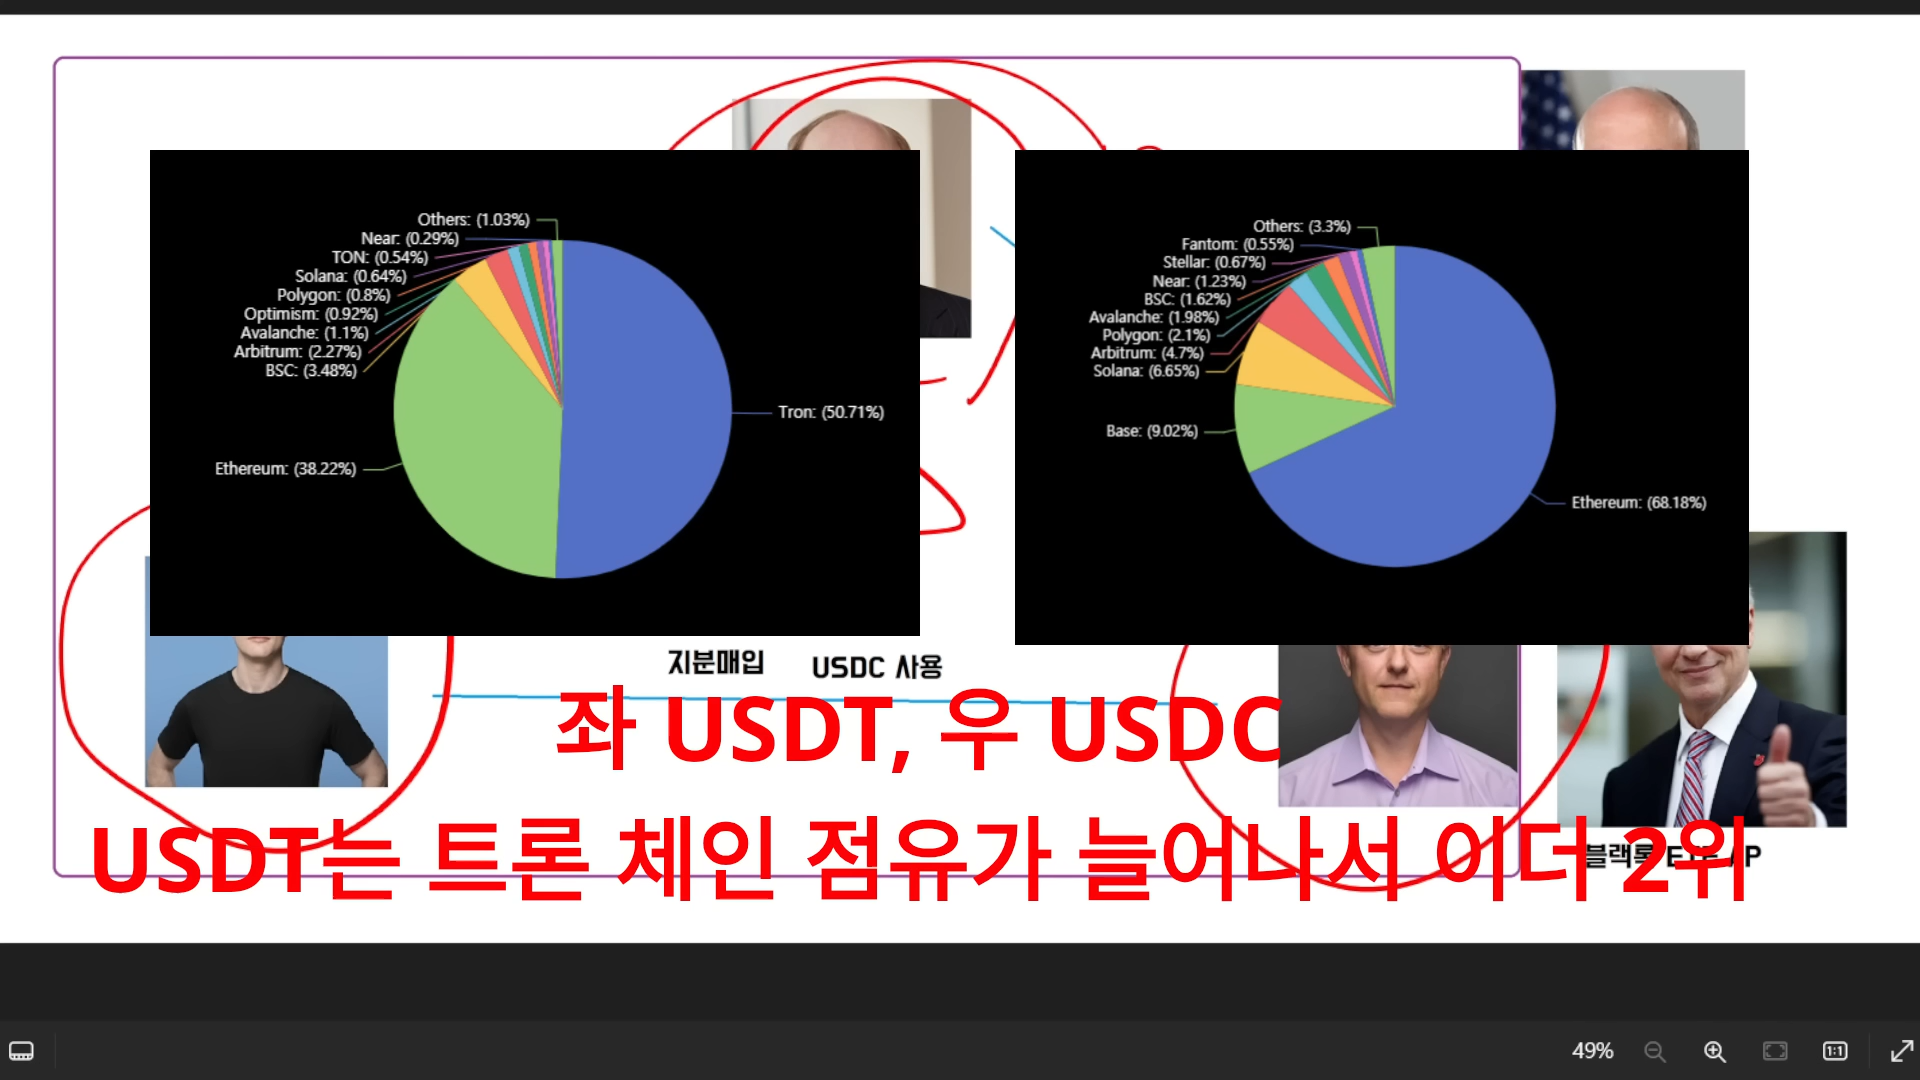 Others: (1.03%)
Near: (0.29%)
TON: (0.54%)
Solana: (0.64%)
Polygon: (0.8%)
Optimism: (0.92%)
Avalanche: (1.1%)
Arbitrum: (2.27%)
BSC: (3.48%)
Tron: (50.71%)
Ethereum: (38.22%)
Others: (3.3%)
Fantom: (0.55%)
Stellar: (0.67%)
Near: (1.23%)
BSC: (1.62%)
Avalanche: (1.98%)
Polygon: (2.1%)
Arbitrum: (4.7%)
Solana: (6.65%)
Base: (9.02%)
Ethereum: (68.18%)
지분매입 USDC 사용
좌 USDT, 우 USDC
USDT는 트론 체인 점유가 늘어나서 이더 2위
블랙록 ETF AP
49%
1:1